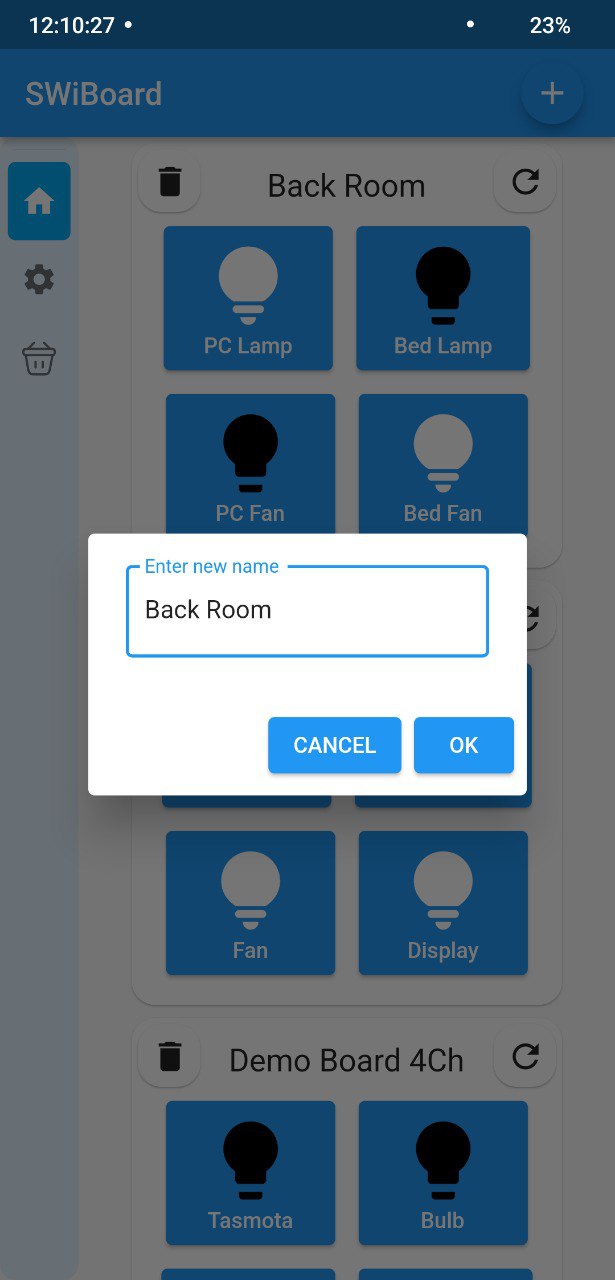 12:10:27
23%
SWiBoard
Back Room
PC Lamp
Bed Lamp
PC Fan
Bed Fan
Enter new name
Back Room
CANCEL
OK
Fan
Display
Demo Board 4Ch
Tasmota
Bulb